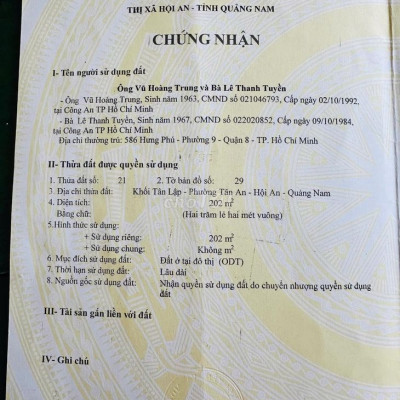 THỊ XÃ HỘI AN - TỈNH QUẢNG NAM
CHỨNG NHẬN
I- Tên người sử dụng đất
Ông Vũ Hoàng Trung và Bà Lê Thanh Tuyền
- Ông Vũ Hoàng Trung, Sinh năm 1963, CMND số 021046793, Cấp ngày 02/10/1992,
tại Công An TP Hồ Chí Minh
- Bà Lê Thanh Tuyền, Sinh năm 1967, CMND số 022020852, Cấp ngày 09/10/1984,
tại Công An TP Hồ Chí Minh
Địa chỉ thường trú: 586 Hưng Phú - Phường 9 - Quận 8 - TP. Hồ Chí Minh
II- Thửa đất được quyền sử dụng
1. Thửa đất số: 21 2. Tờ bản đồ số: 29
3. Địa chỉ thửa đất: Khối Tân Lập - Phường Tân An - Hội An - Quảng Nam
4. Diện tích: 202 m²
Bằng chữ: (Hai trăm lẻ hai mét vuông)
5.Hình thức sử dụng:
+ Sử dụng riêng: 202 m²
+ Sử dụng chung: Không m²
6. Mục đích sử dụng đất: Đất ở tại đô thị (ODT)
7. Thời hạn sử dụng đất: Lâu dài
8. Nguồn gốc sử dụng đất: Nhận quyền sử dụng đất do chuyển nhượng quyền sử dụng
đất
III- Tài sản gắn liền với đất
IV- Ghi chú